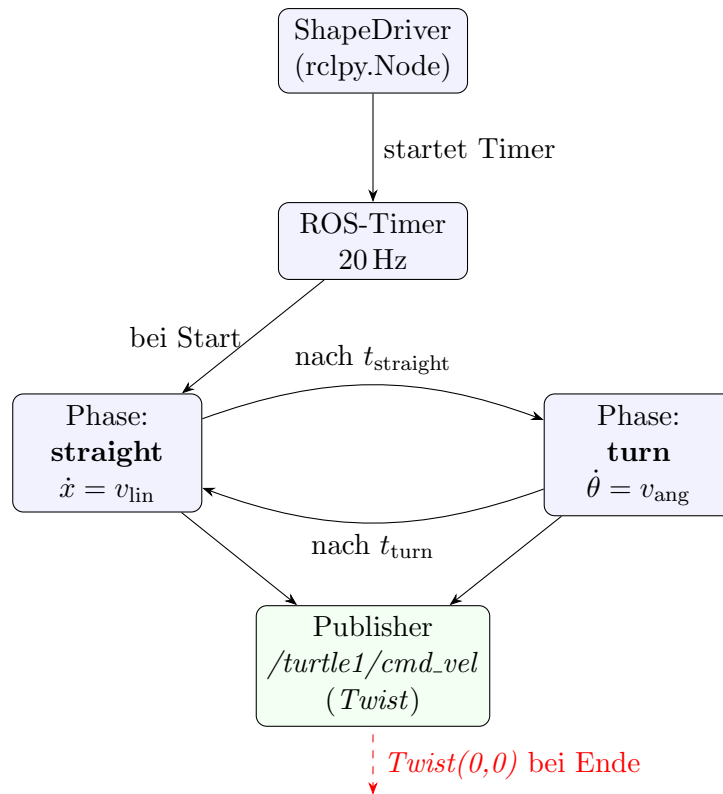 ShapeDriver
(rclpy.Node)
startet Timer
ROS-Timer
20 Hz
bei Start
nach t_straight
Phase:
straight
ẋ = v_lin
Phase:
turn
θ̇ = v_ang
nach t_turn
Publisher
/turtle1/cmd_vel
(Twist)
Twist(0,0) bei Ende